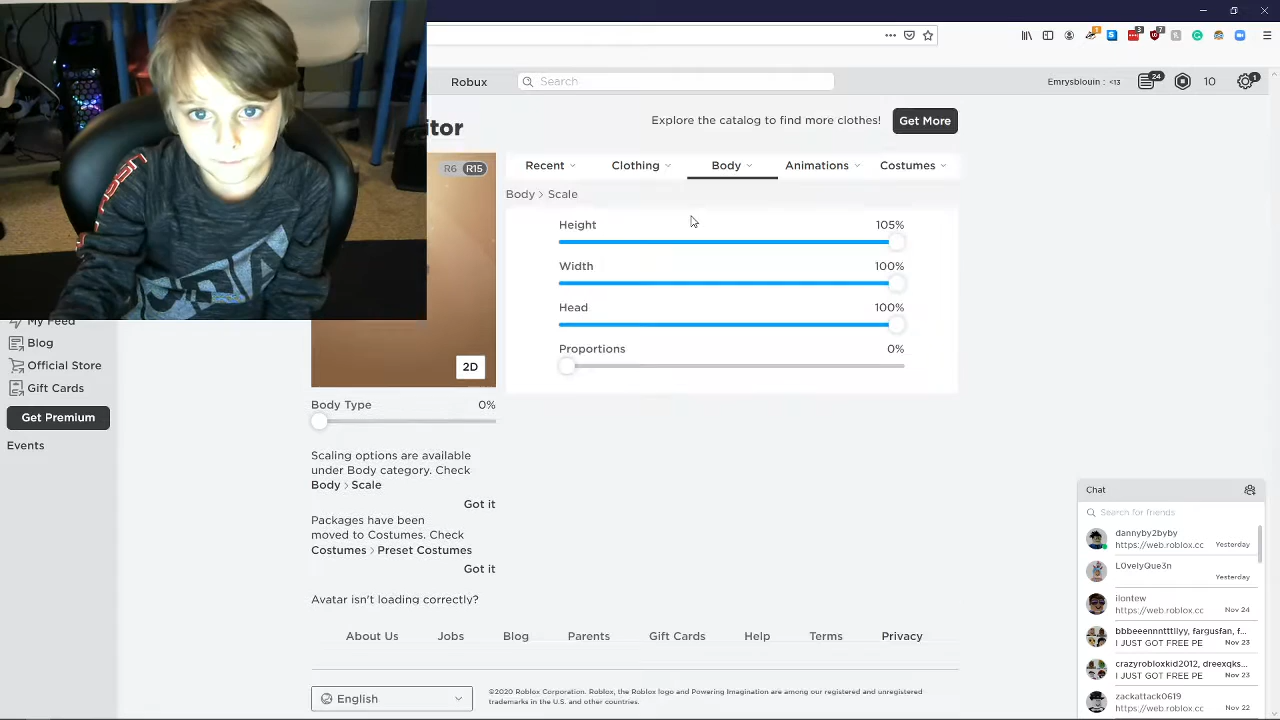 Robux
Search
Emrysblouin : <13
24
10
1
itor
Explore the catalog to find more clothes!
Get More
R6
R15
Recent
Clothing
Body
Animations
Costumes
Body > Scale
Height
105%
Width
100%
Head
100%
Proportions
0%
2D
My Feed
Blog
Official Store
Gift Cards
Get Premium
Events
Body Type
0%
Scaling options are available
under Body category. Check
Body > Scale
Got it
Packages have been
moved to Costumes. Check
Costumes > Preset Costumes
Got it
Avatar isn't loading correctly?
About Us
Jobs
Blog
Parents
Gift Cards
Help
Terms
Privacy
English
©2020 Roblox Corporation. Roblox, the Roblox logo and Powering Imagination are among our registered and unregistered
trademarks in the U.S. and other countries.
Chat
Search for friends
dannyby2byby
https://web.roblox.cc
Yesterday
L0velyQue3n
Yesterday
ilontew
https://web.roblox.cc
Nov 24
bbbeeennntttllyy, fargusfan, f...
I JUST GOT FREE PE
Nov 23
crazyrobloxkid2012, dreexqks...
I JUST GOT FREE PE
Nov 23
zackattack0619
https://web.roblox.cc
Nov 22